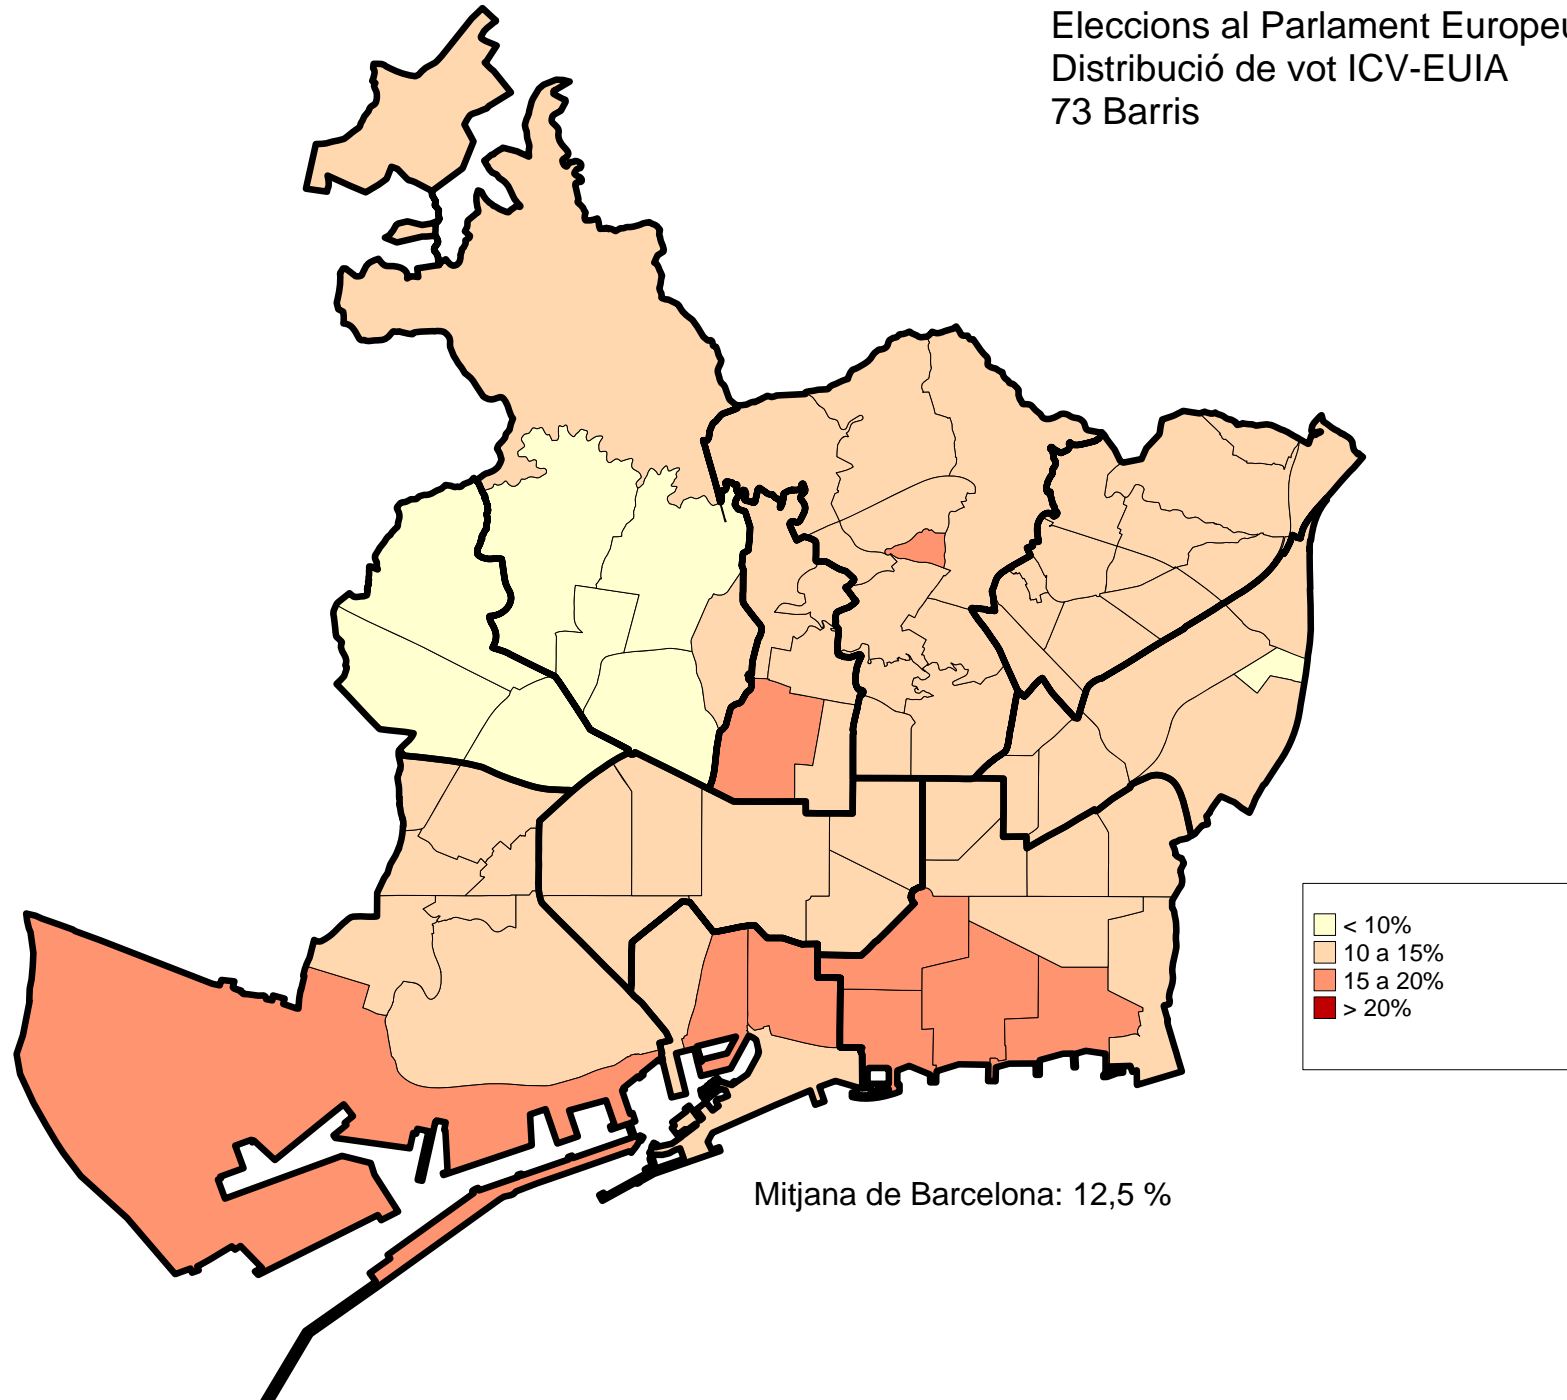 Eleccions al Parlament Europeu
Distribució de vot ICV-EUIA
73 Barris
< 10%
10 a 15%
15 a 20%
> 20%
Mitjana de Barcelona: 12,5 %